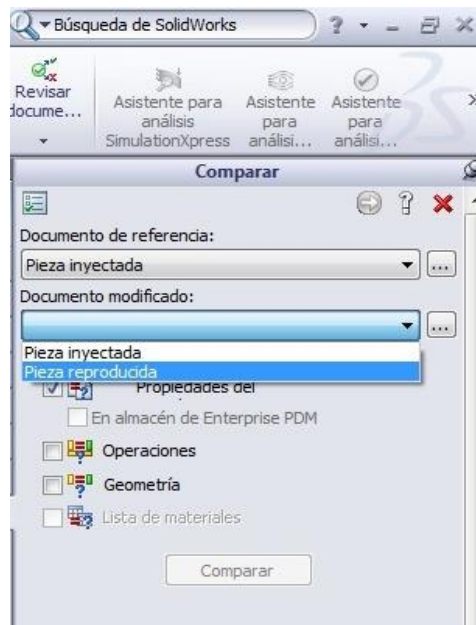 Búsqueda de SolidWorks
Revisar docume...
Asistente para análisis SimulationXpress
Asistente para análisi...
Asistente para análisi...
Comparar
Documento de referencia:
Pieza inyectada
Documento modificado:
Pieza inyectada
Pieza reproducida
Propiedades del
En almacén de Enterprise PDM
Operaciones
Geometría
Lista de materiales
Comparar